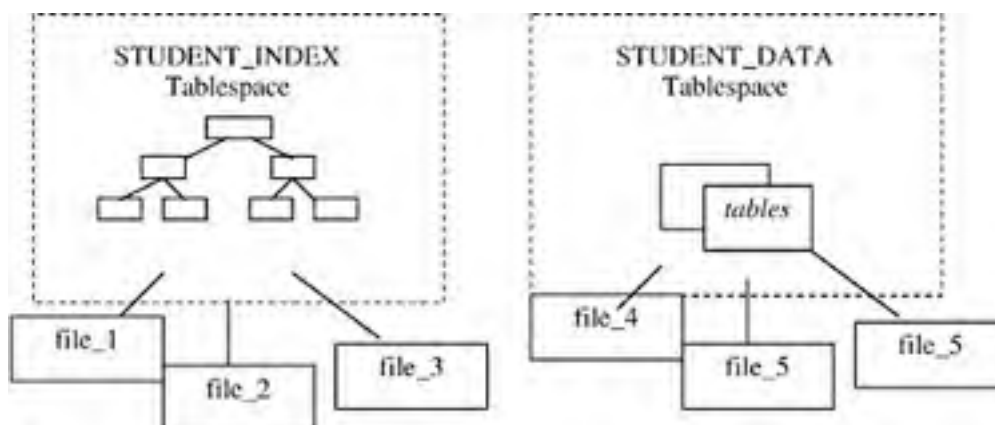 STUDENT_INDEX
Tablespace
file_1
file_2
file_3
STUDENT_DATA
Tablespace
tables
file_4
file_5
file_5